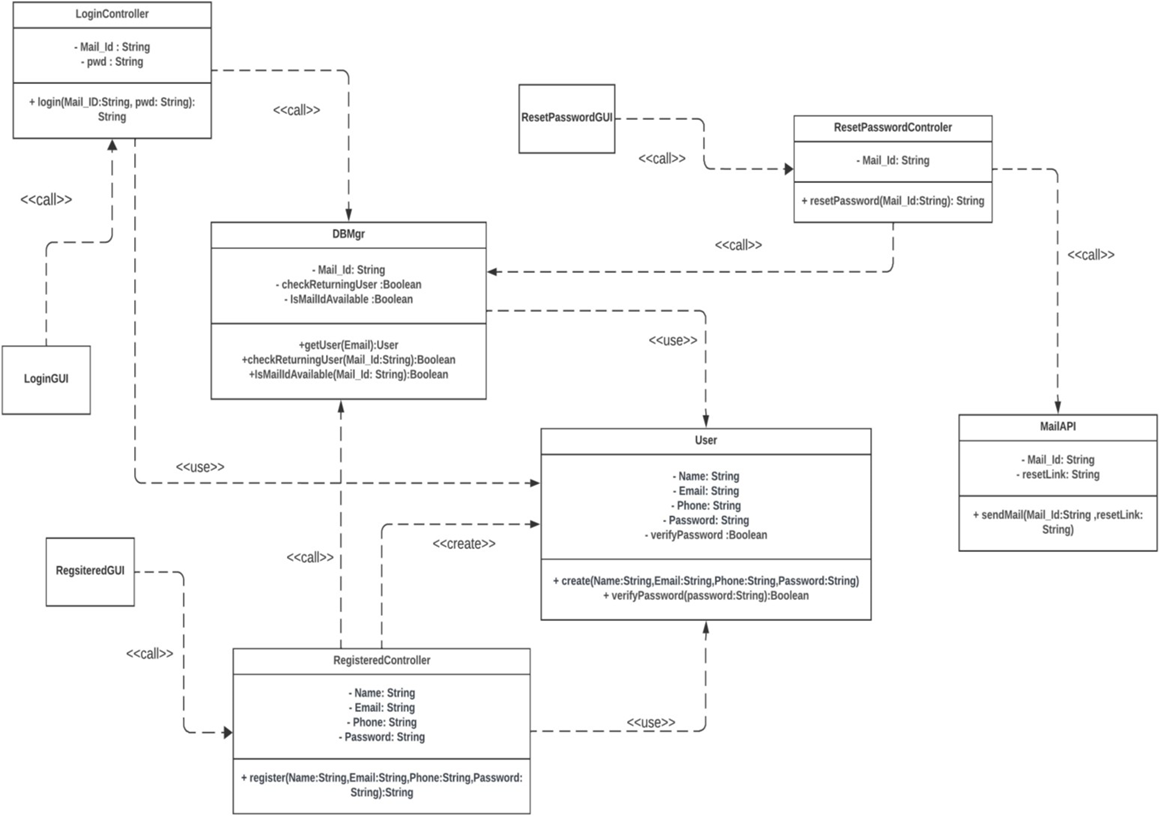 LoginController
- Mail_Id : String
- pwd : String
+ login(Mail_ID:String, pwd: String):
String
<<call>>
<<call>>
ResetPasswordGUI
<<call>>
ResetPasswordControler
- Mail_Id: String
+ resetPassword(Mail_Id:String): String
<<call>>
<<call>>
DBMgr
- Mail_Id: String
- checkReturningUser :Boolean
- IsMailIdAvailable :Boolean
+getUser(Email):User
+checkReturningUser(Mail_Id:String):Boolean
+IsMailIdAvailable(Mail_Id: String):Boolean
<<use>>
LoginGUI
MailAPI
- Mail_Id: String
- resetLink: String
+ sendMail(Mail_Id:String ,resetLink:
String)
User
- Name: String
- Email: String
- Phone: String
- Password: String
- verifyPassword :Boolean
+ create(Name:String,Email:String,Phone:String,Password:String)
+ verifyPassword(password:String):Boolean
<<use>>
<<create>>
<<call>>
RegsiteredGUI
<<call>>
RegisteredController
- Name: String
- Email: String
- Phone: String
- Password: String
+ register(Name:String,Email:String,Phone:String,Password:
String):String
<<use>>